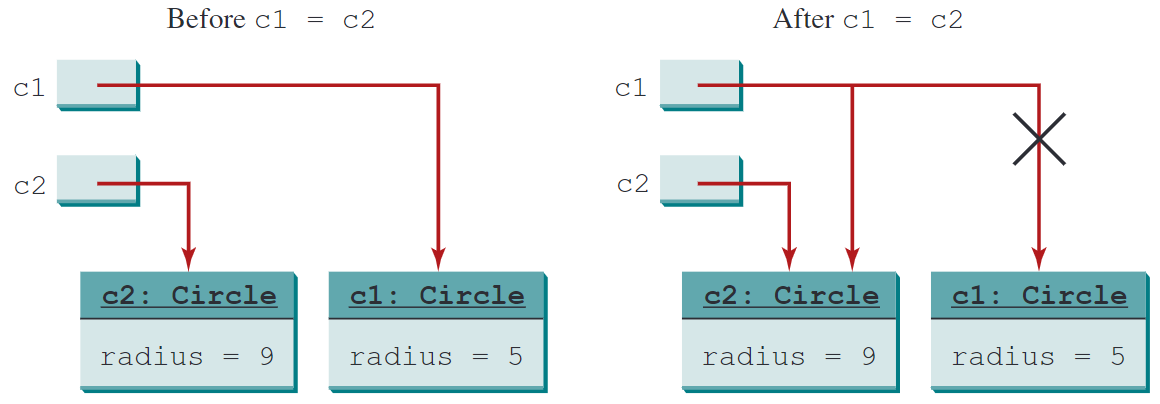 Before c1 = c2
c1
c2
c2: Circle
radius = 9
c1: Circle
radius = 5
After c1 = c2
c1
c2
c2: Circle
radius = 9
c1: Circle
radius = 5